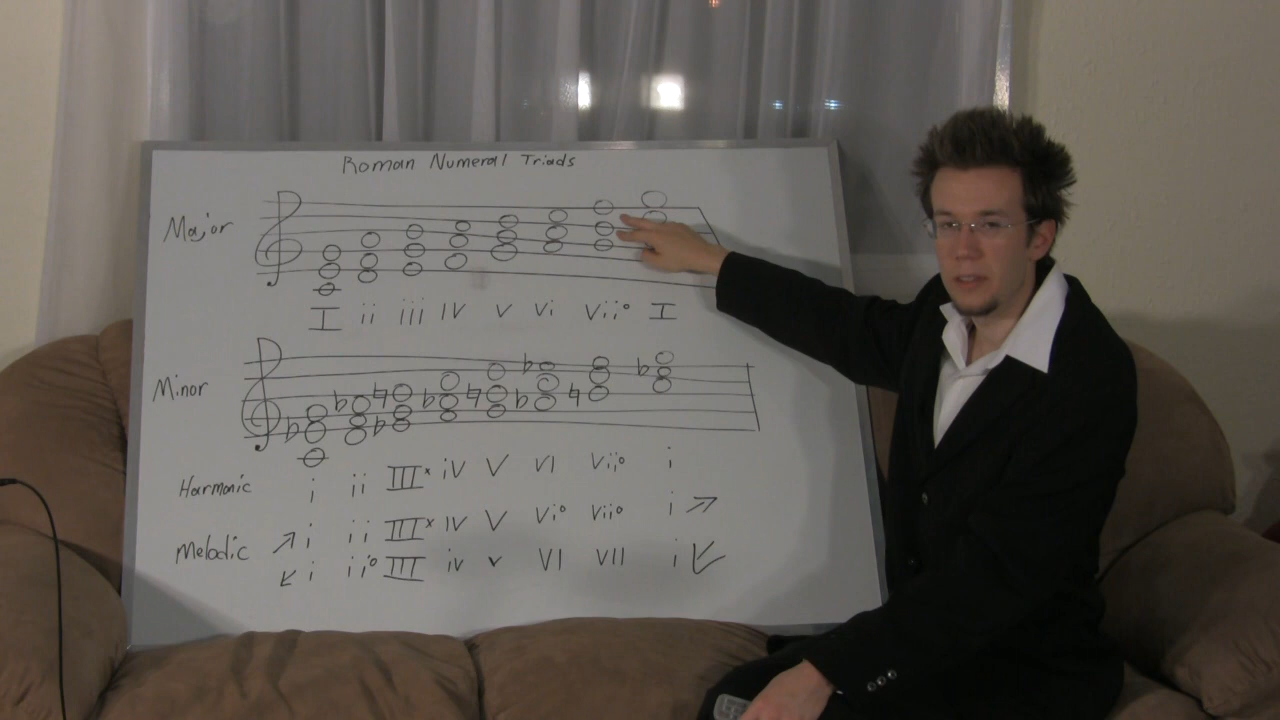 Roman Numeral Triads
Major
I ii iii IV V vi vii° I
Minor
♭ ♭ ♭ ♮ ♭ ♮ ♭ ♭ ♮ ♭
Harmonic i ii III× iv V VI vii° i
Melodic ↗ i ii III× IV V vi° vii° i ↗
↙ i ii° III iv v VI VII i ↙